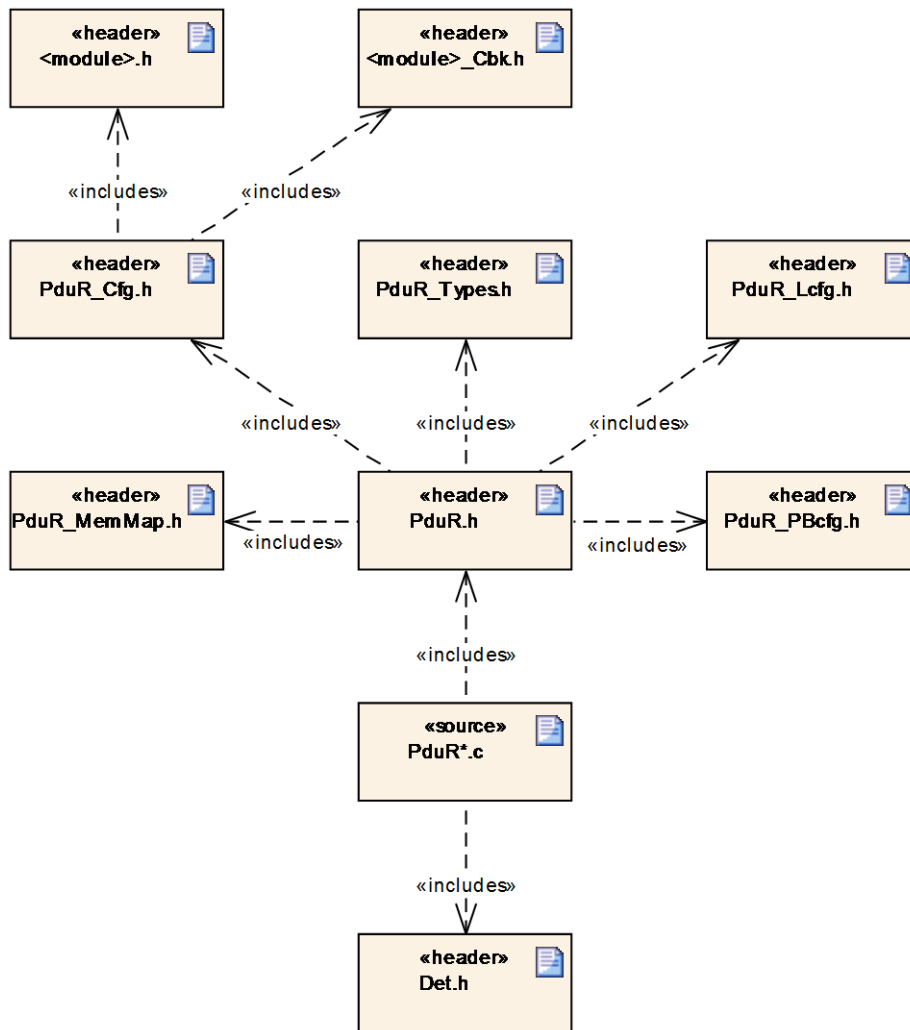 «header»
<module>.h
«header»
<module>_Cbk.h
«includes»
«includes»
«header»
PduR_Cfg.h
«header»
PduR_Types.h
«header»
PduR_Lcfg.h
«includes»
«includes»
«includes»
«header»
PduR_MemMap.h
«header»
PduR.h
«header»
PduR_PBcfg.h
«includes»
«includes»
«includes»
«source»
PduR*.c
«includes»
«header»
Det.h